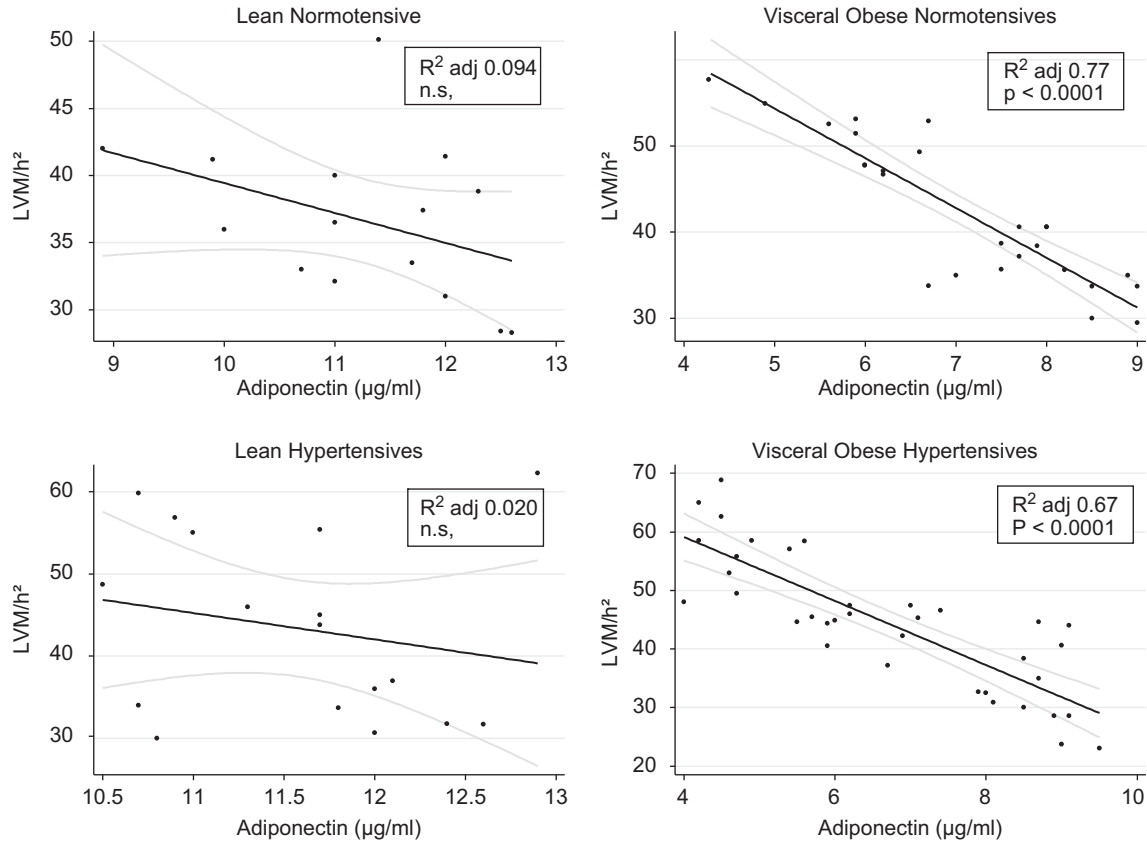 Lean Normotensive
50
40
45
35
30
LVM/h²
R² adj 0.094
n.s,
9
10
11
12
13
Adiponectin (µg/ml)
Visceral Obese Normotensives
50
40
30
LVM/h²
R² adj 0.77
p < 0.0001
4
5
6
7
8
9
Adiponectin (µg/ml)
Lean Hypertensives
60
50
40
30
LVM/h²
R² adj 0.020
n.s,
10.5
11
11.5
12
12.5
13
Adiponectin (µg/ml)
Visceral Obese Hypertensives
70
60
50
40
30
20
LVM/h²
R² adj 0.67
P < 0.0001
4
6
8
10
Adiponectin (µg/ml)